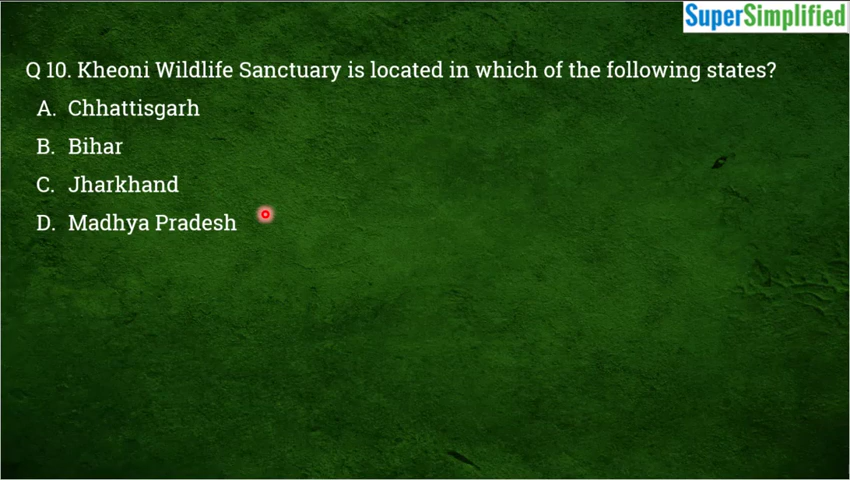 SuperSimplified
Q 10. Kheoni Wildlife Sanctuary is located in which of the following states?
A. Chhattisgarh
B. Bihar
C. Jharkhand
D. Madhya Pradesh